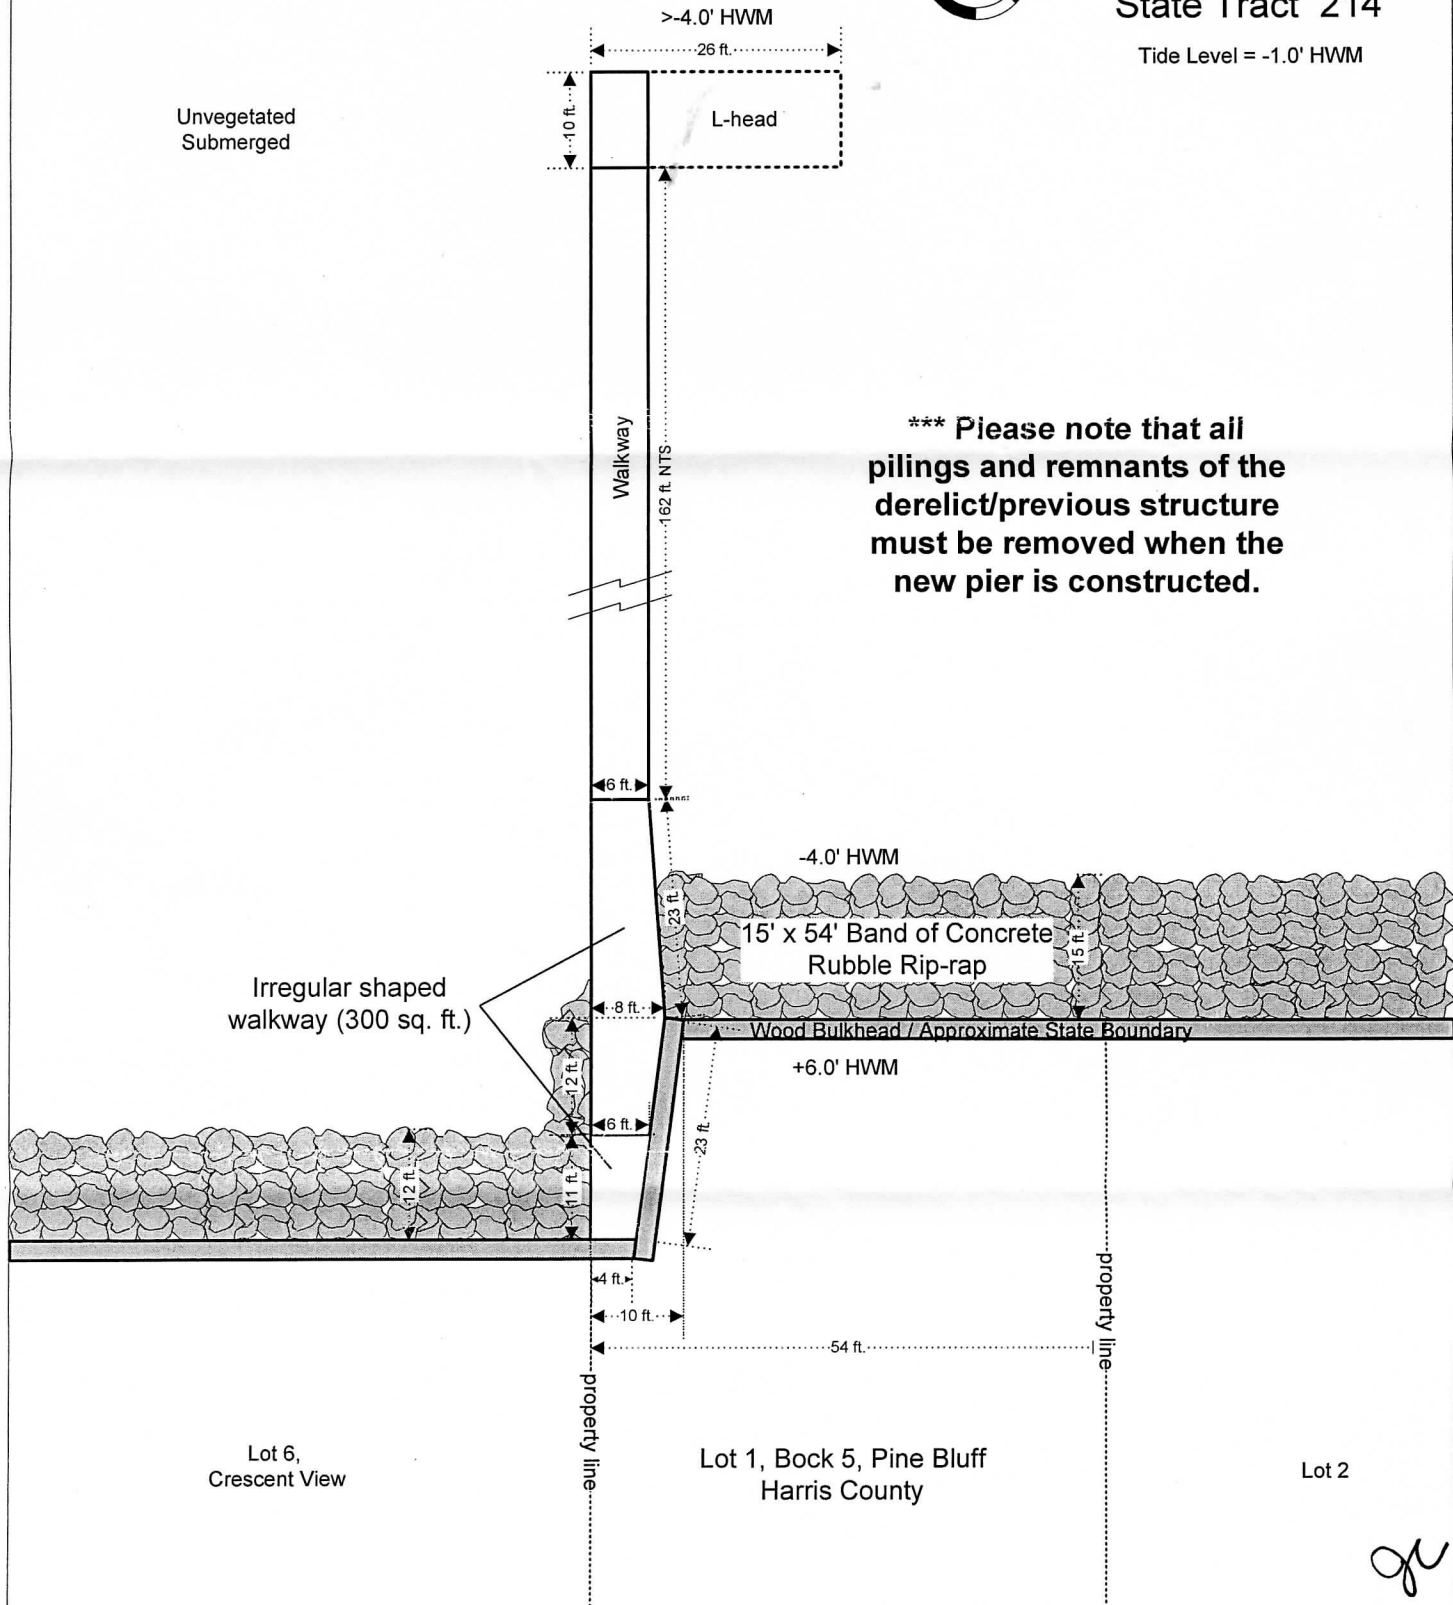 State Tract 214
>-4.0' HWM
26 ft.
Tide Level = -1.0' HWM
Unvegetated
Submerged
10 ft.
L-head
Walkway
162 ft. NTS
*** Please note that all
pilings and remnants of the
derelict/previous structure
must be removed when the
new pier is constructed.
6 ft.
-4.0' HWM
23 ft.
15' x 54' Band of Concrete
Rubble Rip-rap
15 ft.
Irregular shaped
walkway (300 sq. ft.)
8 ft.
Wood Bulkhead / Approximate State Boundary
+6.0' HWM
12 ft.
6 ft.
23 ft.
12 ft.
11 ft.
4 ft.
10 ft.
54 ft.
property line
property line
Lot 6,
Crescent View
Lot 1, Bock 5, Pine Bluff
Harris County
Lot 2